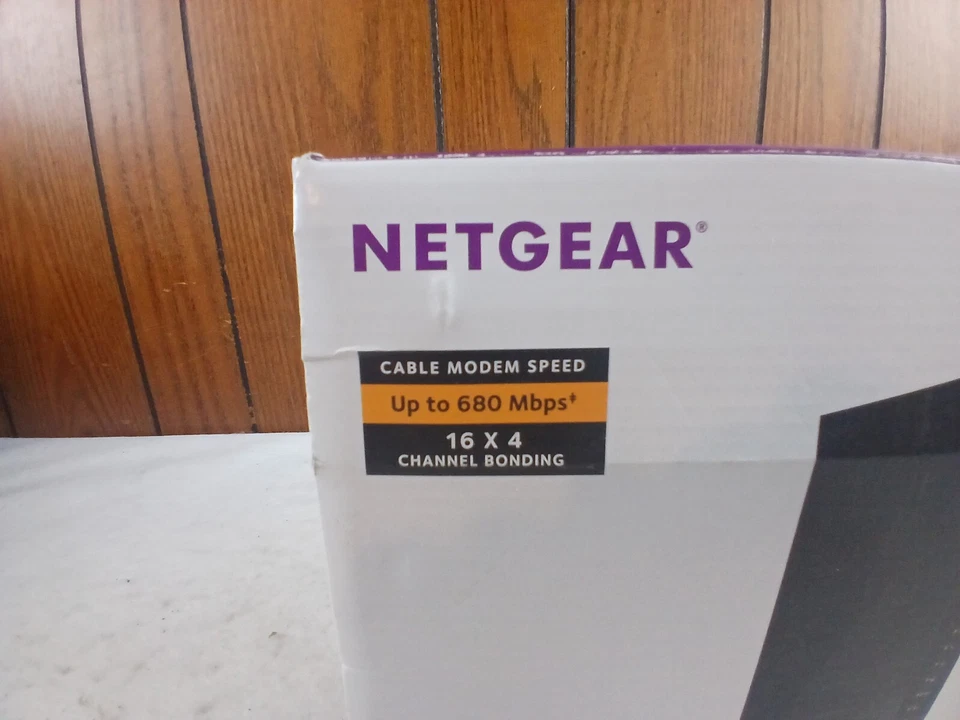 NETGEAR®
CABLE MODEM SPEED
Up to 680 Mbps‡
16 X 4
CHANNEL BONDING